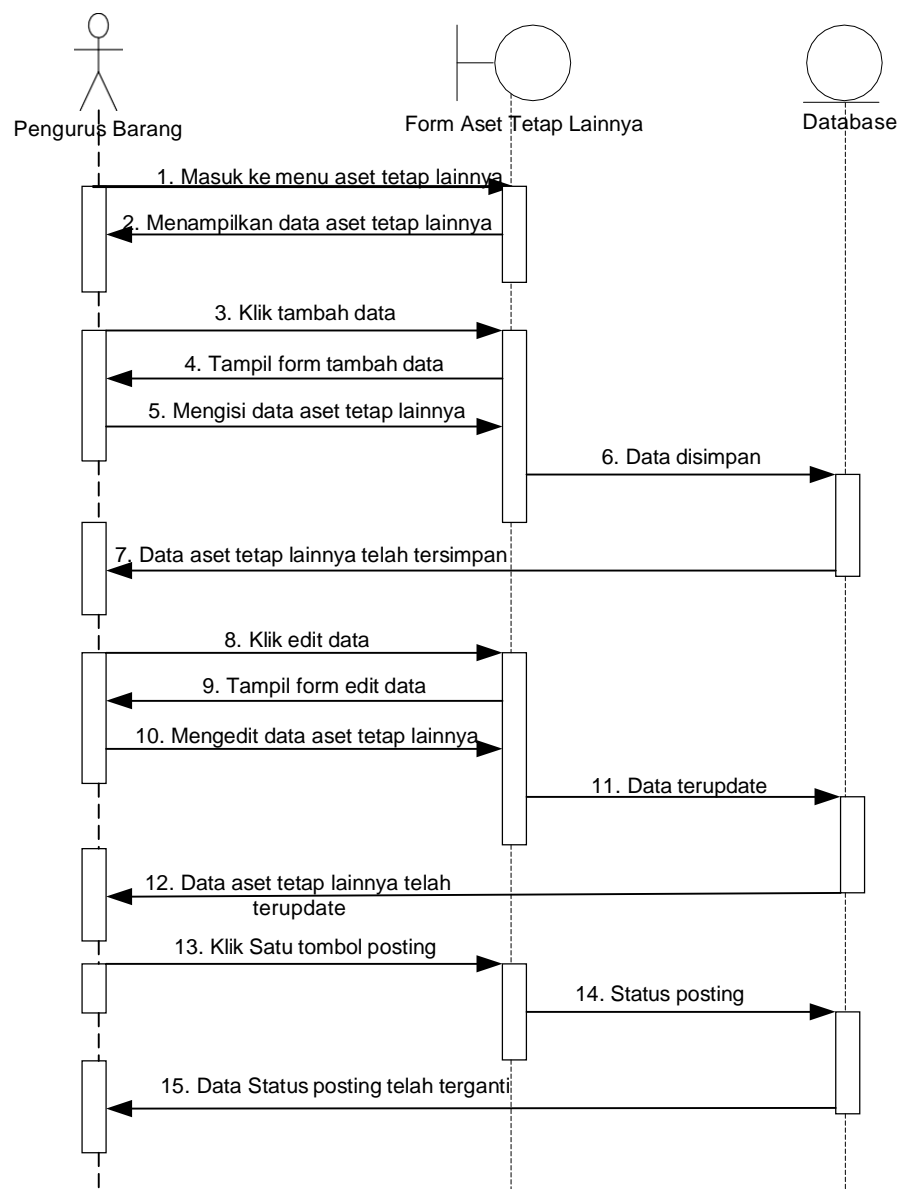 Pengurus Barang
Form Aset Tetap Lainnya
Database
1. Masuk ke menu aset tetap lainnya
2. Menampilkan data aset tetap lainnya
3. Klik tambah data
4. Tampil form tambah data
5. Mengisi data aset tetap lainnya
6. Data disimpan
7. Data aset tetap lainnya telah tersimpan
8. Klik edit data
9. Tampil form edit data
10. Mengedit data aset tetap lainnya
11. Data terupdate
12. Data aset tetap lainnya telah
terupdate
13. Klik Satu tombol posting
14. Status posting
15. Data Status posting telah terganti